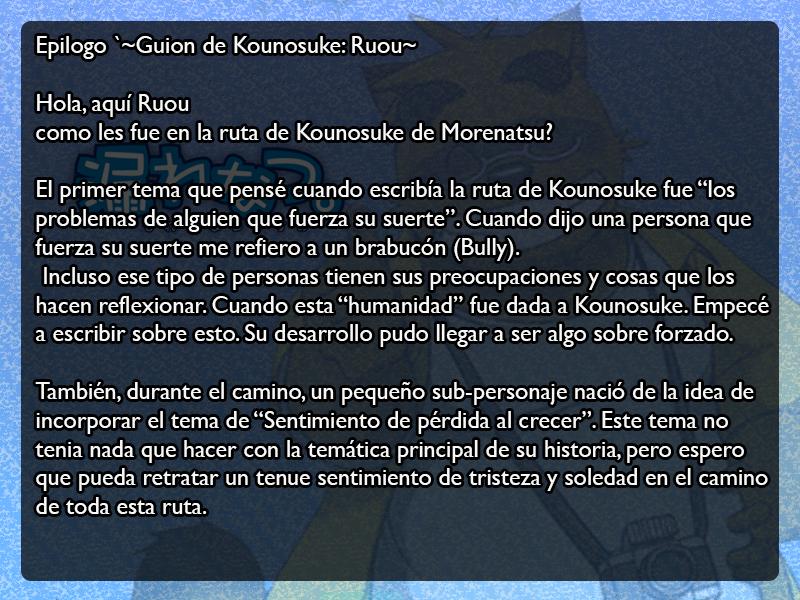 Epilogo `~Guion de Kounosuke: Ruou~
Hola, aquí Ruou
como les fue en la ruta de Kounosuke de Morenatsu?
El primer tema que pensé cuando escribía la ruta de Kounosuke fue “los
problemas de alguien que fuerza su suerte”. Cuando dijo una persona que
fuerza su suerte me refiero a un brabucón (Bully).
Incluso ese tipo de personas tienen sus preocupaciones y cosas que los
hacen reflexionar. Cuando esta “humanidad” fue dada a Kounosuke. Empecé
a escribir sobre esto. Su desarrollo pudo llegar a ser algo sobre forzado.
También, durante el camino, un pequeño sub-personaje nació de la idea de
incorporar el tema de “Sentimiento de pérdida al crecer”. Este tema no
tenia nada que hacer con la temática principal de su historia, pero espero
que pueda retratar un tenue sentimiento de tristeza y soledad en el camino
de toda esta ruta.
漏れなつ。